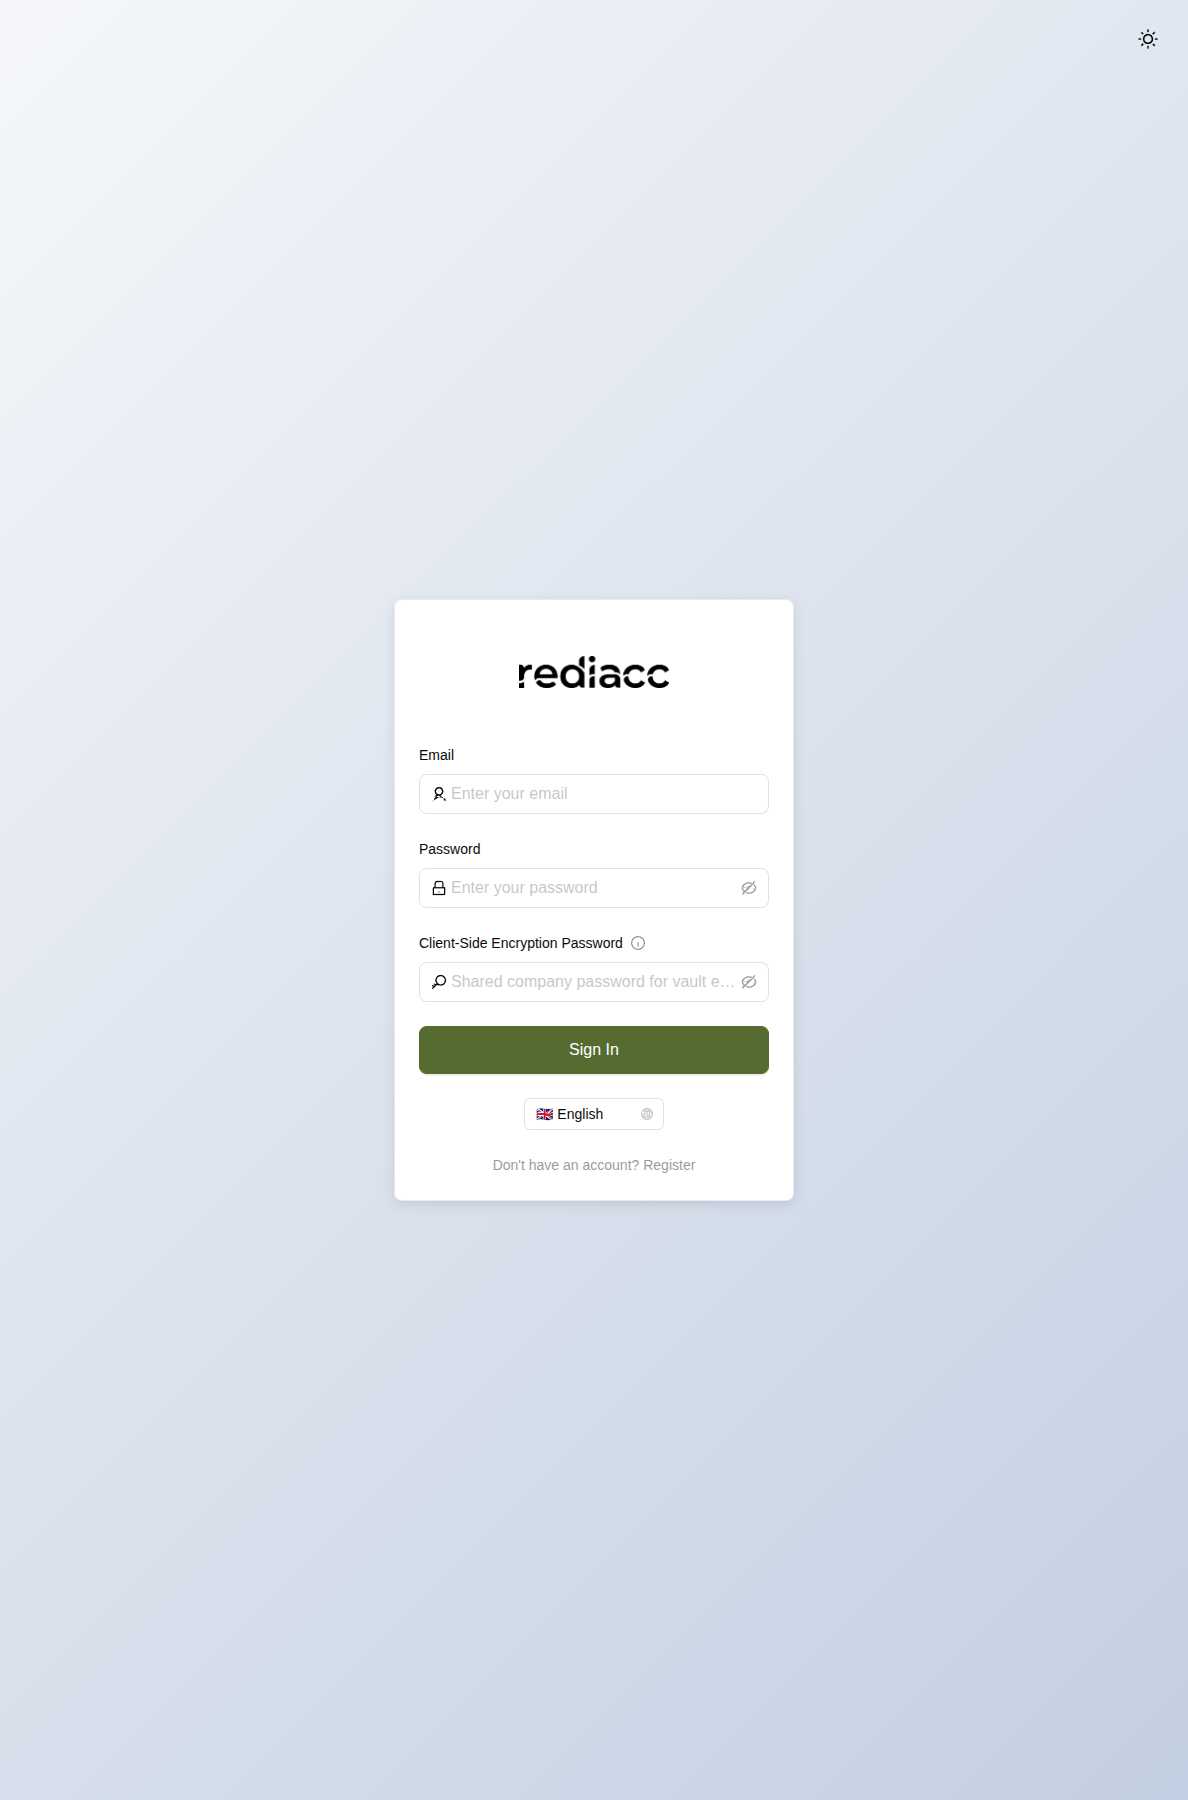 rediacc
Email
Enter your email
Password
Enter your password
Client-Side Encryption Password
Shared company password for vault e...
Sign In
🇬🇧 English
Don't have an account? Register